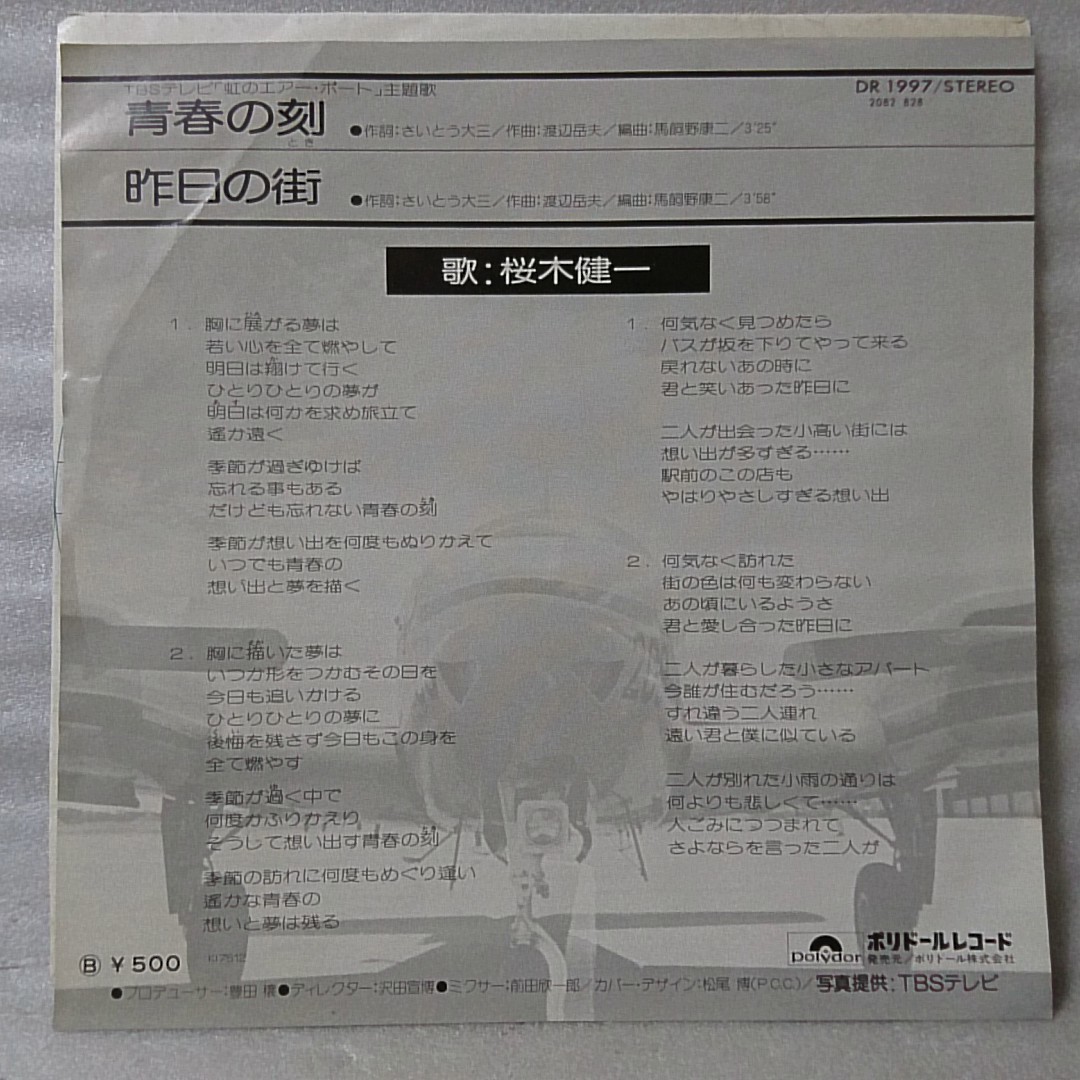 TBSテレビ「虹のエアー・ポート」主題歌
青春の刻
とき
●作詞:さいとう大三/作曲:渡辺岳夫/編曲:馬飼野康二/3'25"
DR 1997/STEREO
2082 828
昨日の街
●作詞:さいとう大三/作曲:渡辺岳夫/編曲:馬飼野康二/3'58"
歌:桜木健一
1. 胸に展がる夢は
若い心を全て燃やして
明日は翔けて行く
ひとりひとりの夢が
明日は何かを求め旅立て
遙か遠く
季節が過ぎゆけば
忘れる事もある
だけども忘れない青春の刻
季節が想い出を何度もぬりかえて
いつでも青春の
想い出と夢を描く
2. 胸に描いた夢は
いつか形をつかむその日を
今日も追いかける
ひとりひとりの夢に
後悔を残さず今日もこの身を
全て燃やす
季節が過く中で
何度かふりかえり
そうして想い出す青春の刻
季節の訪れに何度もめぐり逢い
遙かな青春の
想いと夢は残る
1. 何気なく見つめたら
バスが坂を下りてやって来る
戻れないあの時に
君と笑いあった昨日に
二人が出会った小高い街には
想い出が多すぎる……
駅前のこの店も
やはりやさしすぎる想い出
2. 何気なく訪れた
街の色は何も変わらない
あの頃にいるようさ
君と愛し合った昨日に
二人が暮らした小さなアパート
今誰が住むだろう……
すれ違う二人連れ
遠い君と僕に似ている
二人が別れた小雨の通りは
何よりも悲しくて……
人ごみにつつまれて
さよならを言った二人が
Ⓑ ¥500
polydor
ポリドールレコード
発売元/ポリドール株式会社
●プロデューサー:豊田 穣●ディレクター:沢田宣博●ミクサー:前田欣一郎/カバー・デザイン:松尾 博(P.C.C.)/写真提供:TBSテレビ